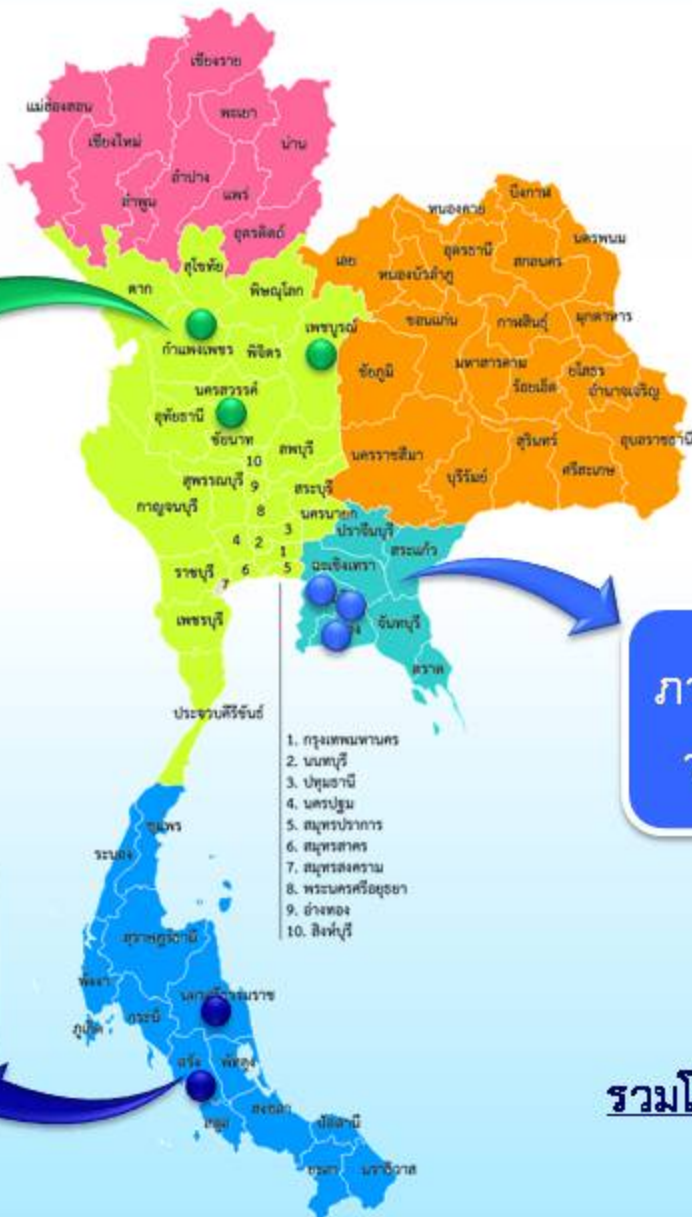 เชียงราย
แม่ฮ่องสอน
พะเยา
เชียงใหม่
น่าน
ลำปาง
ลำพูน
แพร่
อุตรดิตถ์
บึงกาฬ
หนองคาย
นครพนม
เลย
อุดรธานี
สกลนคร
หนองบัวลำภู
สุโขทัย
ตาก
พิษณุโลก
เพชบูรณ์
ขอนแก่น
กาฬสินธุ์
มุกดาหาร
กำแพงเพชร
พิจิตร
ชัยภูมิ
มหาสารคาม
ยโสธร
ร้อยเอ็ด
อำนาจเจริญ
นครสวรรค์
อุทัยธานี
ชัยนาท
ลพบุรี
นครราชสีมา
สุรินทร์
อุบลราชธานี
บุรีรัมย์
ศรีสะเกษ
10
สุพรรณบุรี
9
สระบุรี
กาญจนบุรี
8
นครนายก
ปราจีนบุรี
3
4
2
สระแก้ว
1
ราชบุรี
6
5
ฉะเชิงเทรา
7
เพชรบุรี
จันทบุรี
ตราด
ประจวบคีรีขันธ์
1. กรุงเทพมหานคร
2. นนทบุรี
3. ปทุมธานี
4. นครปฐม
5. สมุทรปราการ
6. สมุทรสาคร
7. สมุทรสงคราม
8. พระนครศรีอยุธยา
9. อ่างทอง
10. สิงห์บุรี
ชุมพร
ระนอง
สุราษฎร์ธานี
พังงา
ภูเก็ต
กระบี่
ตรัง
พัทลุง
สตูล
สงขลา
ปัตตานี
ยะลา
นราธิวาส